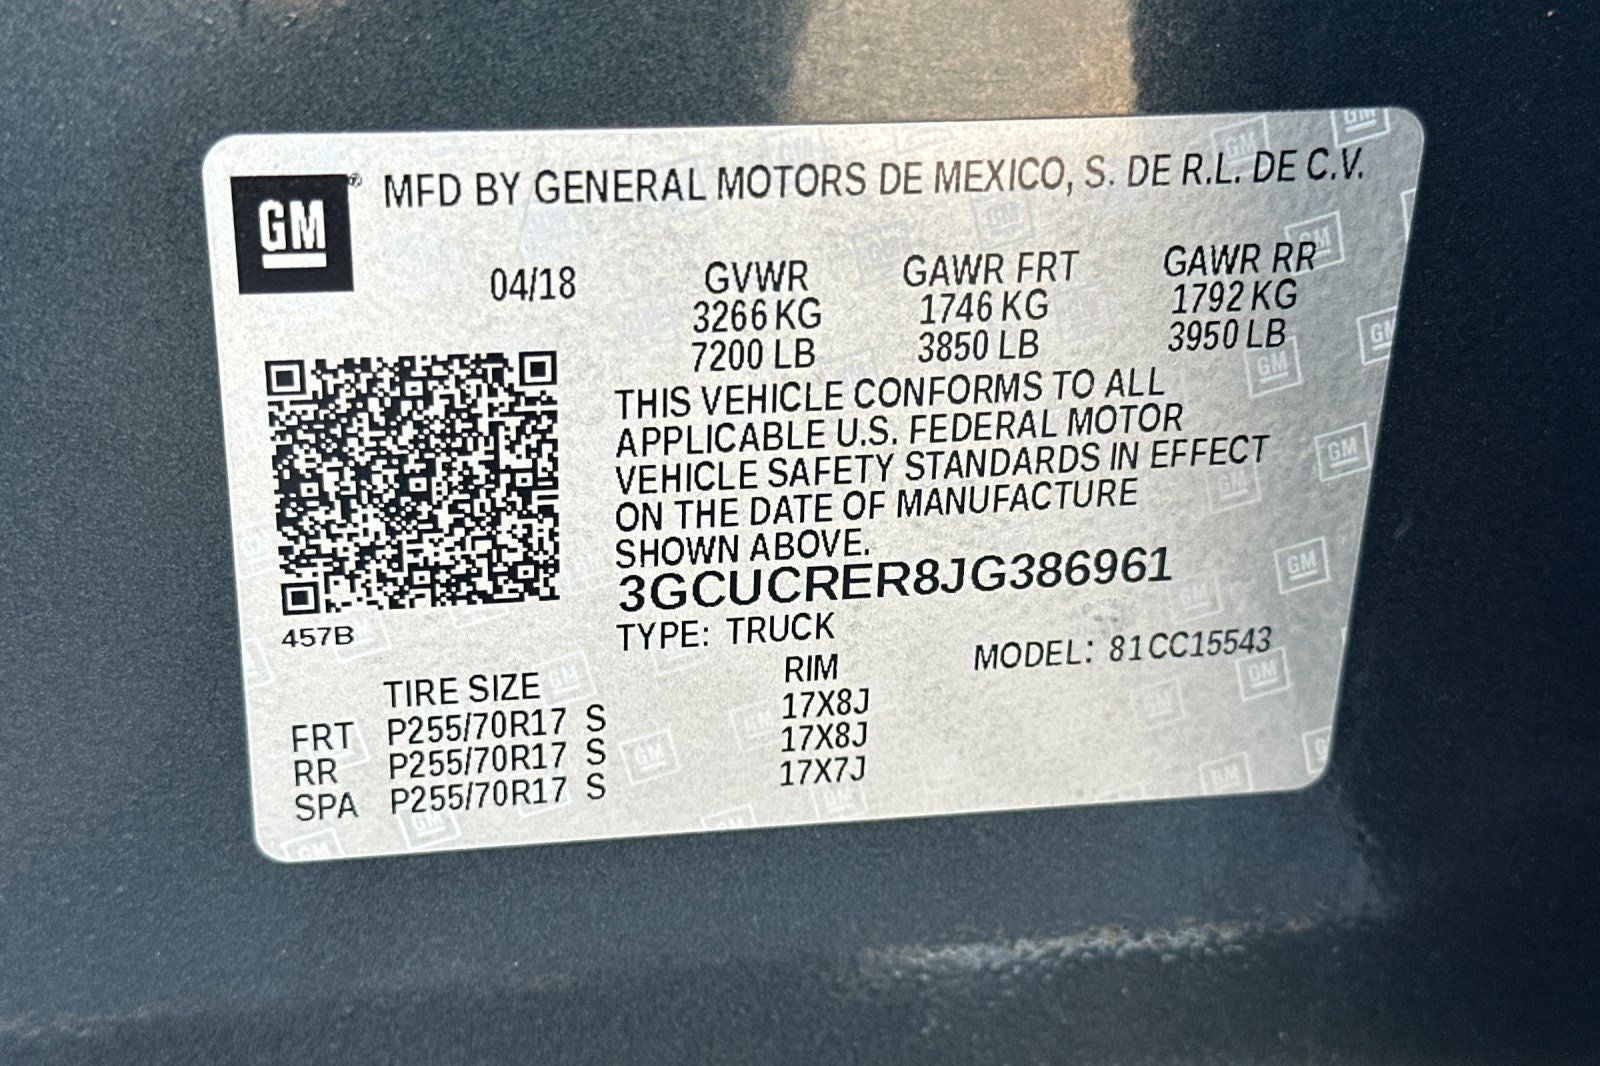 GM® MFD BY GENERAL MOTORS DE MEXICO, S. DE R.L. DE C.V.
04/18 GVWR GAWR FRT GAWR RR
3266 KG 1746 KG 1792 KG
7200 LB 3850 LB 3950 LB
THIS VEHICLE CONFORMS TO ALL
APPLICABLE U.S. FEDERAL MOTOR
VEHICLE SAFETY STANDARDS IN EFFECT
ON THE DATE OF MANUFACTURE
SHOWN ABOVE.
3GCUCRER8JG386961
457B
TYPE: TRUCK
MODEL: 81CC15543
TIRE SIZE RIM
FRT P255/70R17 S 17X8J
RR P255/70R17 S 17X8J
SPA P255/70R17 S 17X7J